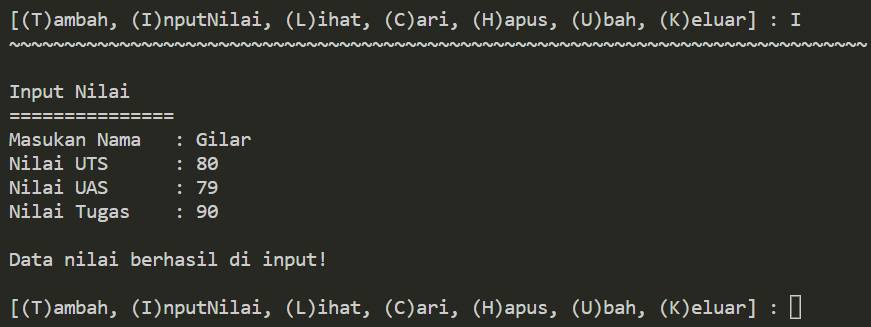 [(T)ambah, (I)nputNilai, (L)ihat, (C)ari, (H)apus, (U)bah, (K)eluar] : I
~~~~~~~~~~~~~~~~~~~~~~~~~~~~~~~~~~~~~~~~~~~~~~~~~~~~~~~~~~~~~~~~~~~~~~~~~~~~~~
Input Nilai
===============
Masukan Nama   : Gilar
Nilai UTS      : 80
Nilai UAS      : 79
Nilai Tugas    : 90
Data nilai berhasil di input!
[(T)ambah, (I)nputNilai, (L)ihat, (C)ari, (H)apus, (U)bah, (K)eluar] :